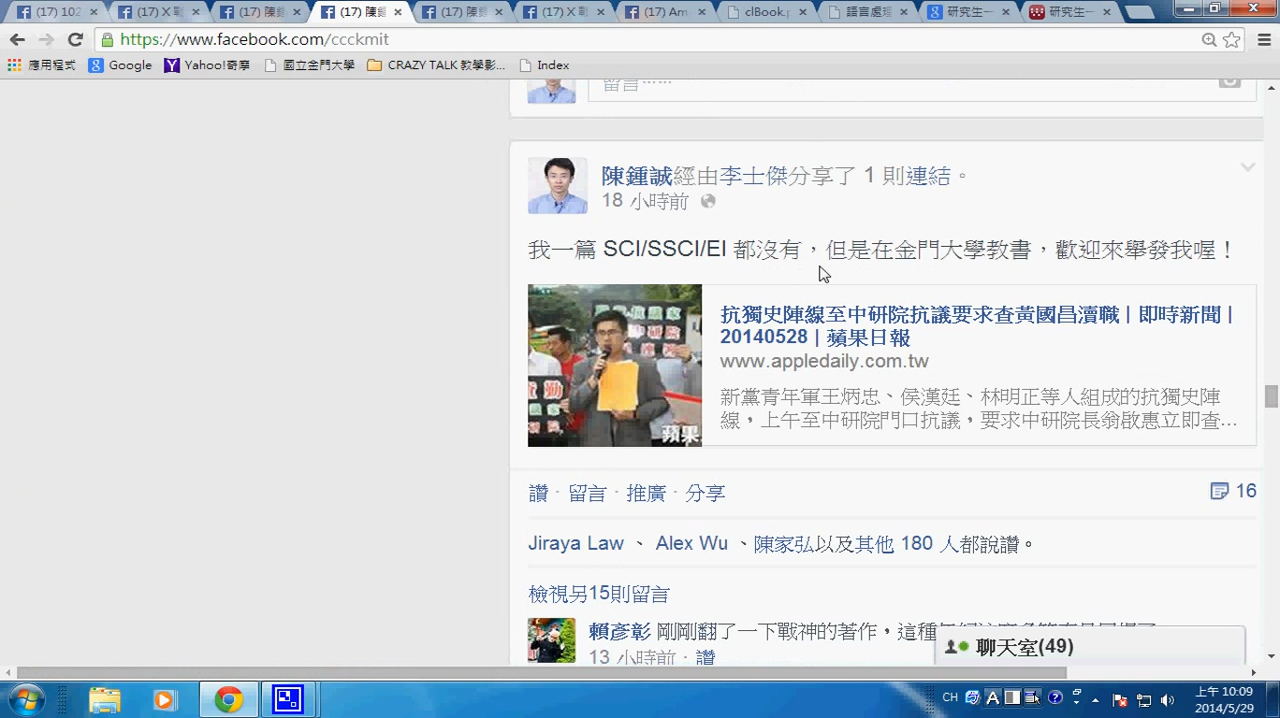 (17) 102
(17) X 戰
(17) 陳鍾
(17) 陳鍾
(17) 陳鍾
(17) X 戰
(17) Am
clBook.p
語言處理
研究生一
研究生一
https://www.facebook.com/ccckmit
應用程式
Google
Yahoo!奇摩
國立金門大學
CRAZY TALK 教學影...
Index
留言……
陳鍾誠經由李士傑分享了 1 則連結。
18 小時前
我一篇 SCI/SSCI/EI 都沒有，但是在金門大學教書，歡迎來舉發我喔！
抗獨史陣線至中研院抗議要求查黃國昌瀆職 | 即時新聞 |
20140528 | 蘋果日報
www.appledaily.com.tw
新黨青年軍王炳忠、侯漢廷、林明正等人組成的抗獨史陣
線，上午至中研院門口抗議，要求中研院長翁啟惠立即查...
蘋果
讚 · 留言 · 推廣 · 分享
16
Jiraya Law 、 Alex Wu 、陳家弘以及其他 180 人都說讚。
檢視另15則留言
賴彥彰 剛剛翻了一下戰神的著作，這種
13 小時前 · 讚
聊天室(49)
CH
上午 10:09
2014/5/29